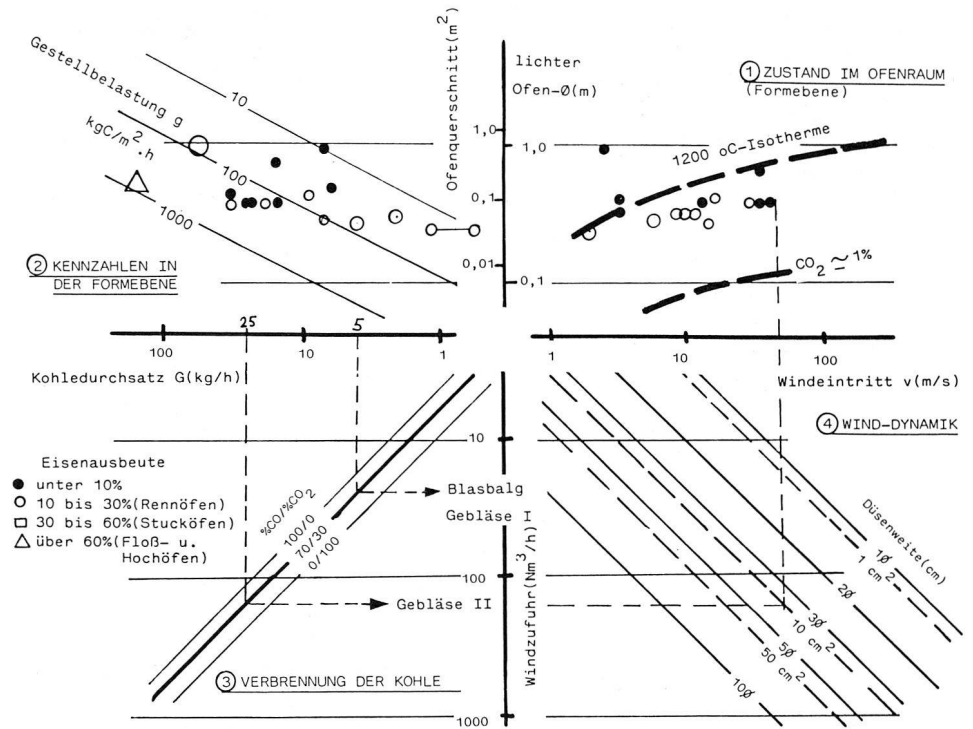 Ofenquerschnitt(m²)
lichter
Ofen-Ø(m)
1 ZUSTAND IM OFENRAUM
(Formebene)
Gestellbelastung g
kgC/m²·h
10
100
1000
1,0
0,1
0,01
1,0
0,1
1200 oC-Isotherme
CO₂ ≃ 1%
2 KENNZAHLEN IN
DER FORMEBENE
25
5
100
10
1
Kohledurchsatz G(kg/h)
1
10
100
Windeintritt v(m/s)
4 WIND-DYNAMIK
Eisenausbeute
● unter 10%
○ 10 bis 30%(Rennöfen)
□ 30 bis 60%(Stucköfen)
△ über 60%(Floß- u.
Hochöfen)
%CO/%CO₂
100/0
70/30
0/100
10
100
1000
Blasbalg
Gebläse I
Gebläse II
Windzufuhr(Nm³/h)
3 VERBRENNUNG DER KOHLE
Düsenweite(cm)
1Ø
1 cm²
2Ø
3Ø
10 cm²
5Ø
50 cm²
10Ø